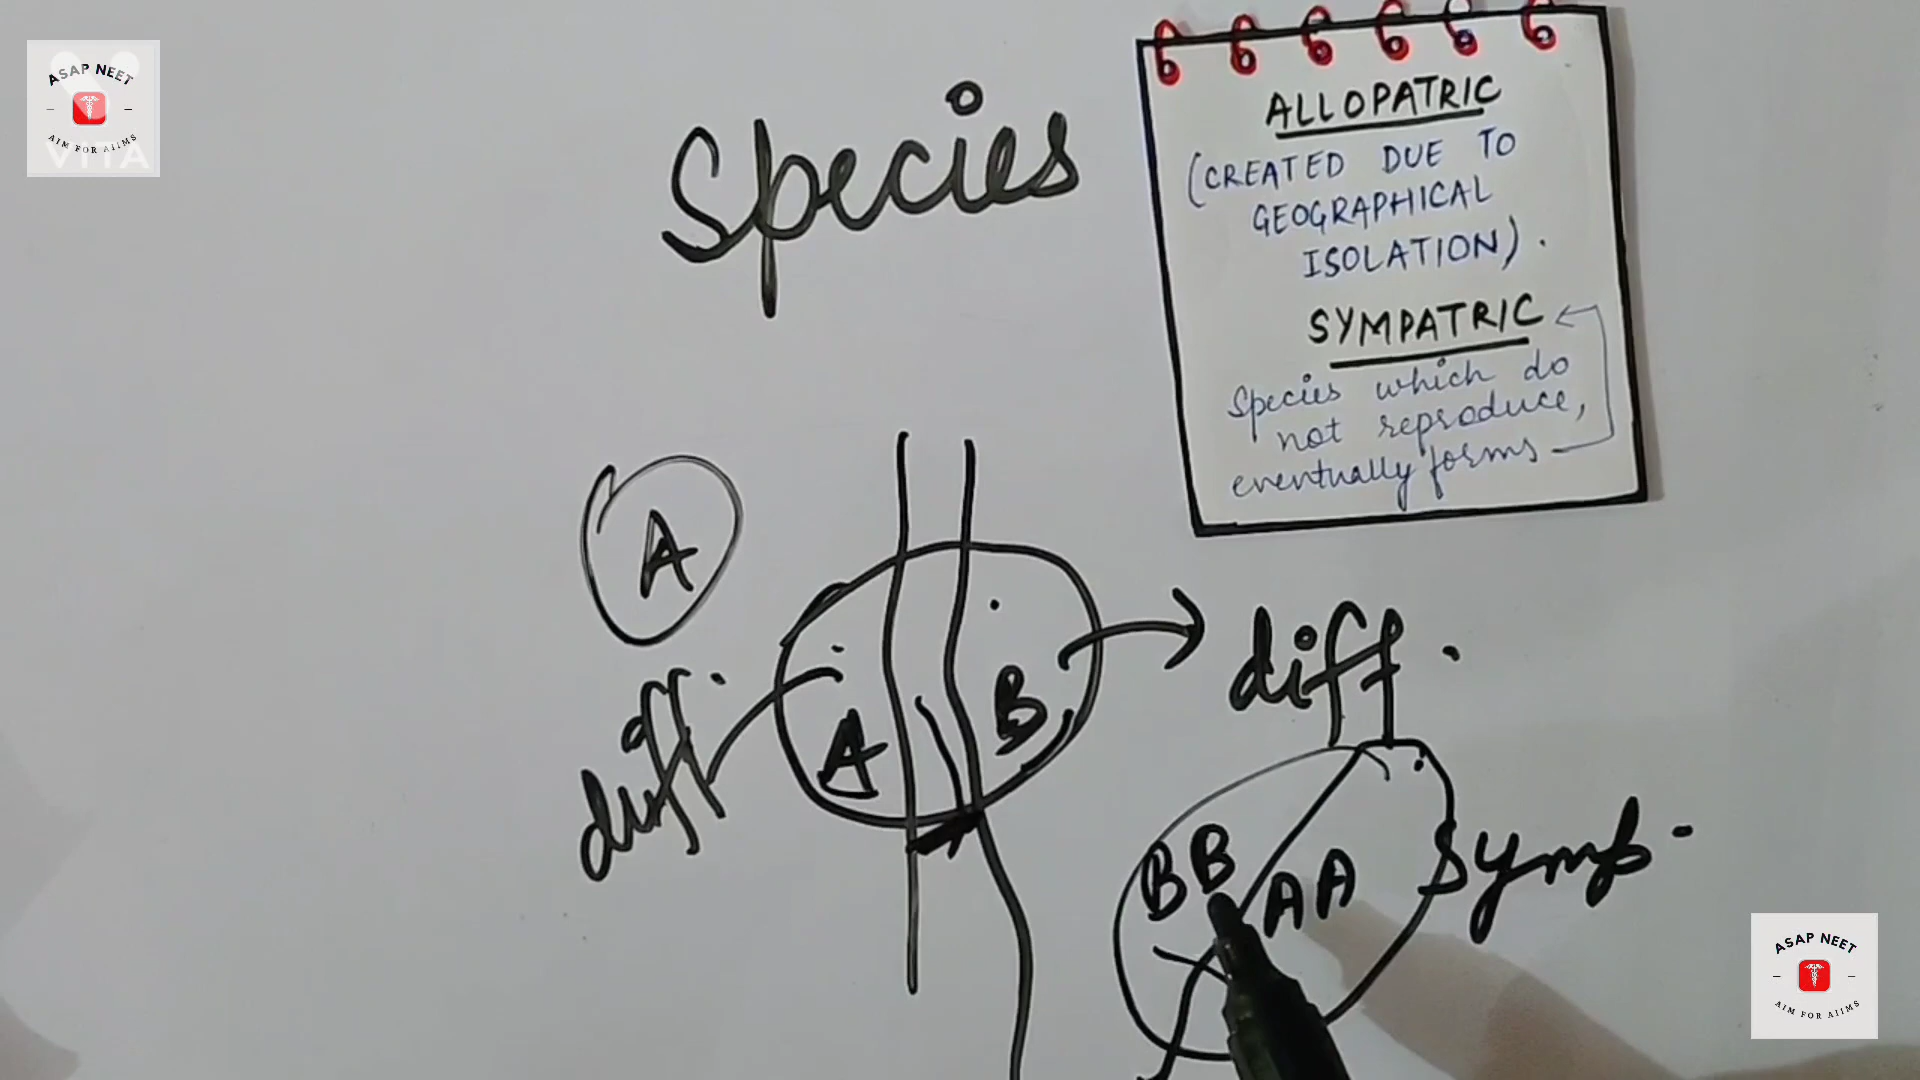 ASAP NEET
AIM FOR AIIMS
VITA
Species
ALLOPATRIC
(CREATED DUE TO
GEOGRAPHICAL
ISOLATION).
SYMPATRIC
Species which do
not reproduce,
eventually forms
A
diff.
A
B
diff.
BB
AA
Symp.
ASAP NEET
AIM FOR AIIMS